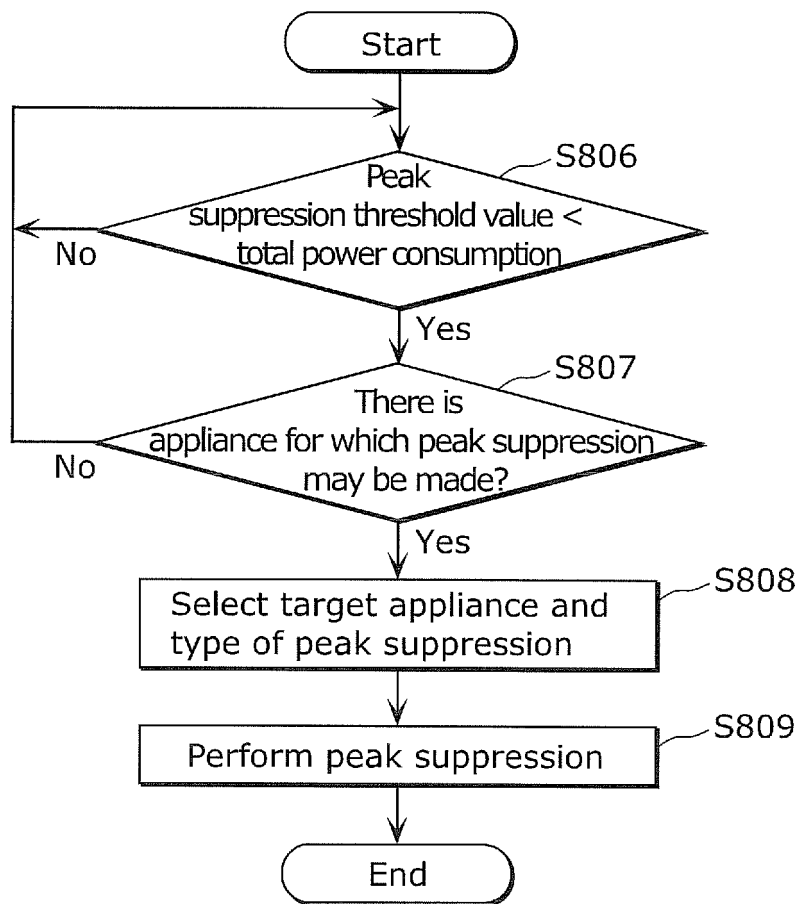 Start
S806
Peak
suppression threshold value <
total power consumption
No
Yes
S807
There is
appliance for which peak suppression
may be made?
No
Yes
S808
Select target appliance and
type of peak suppression
S809
Perform peak suppression
End